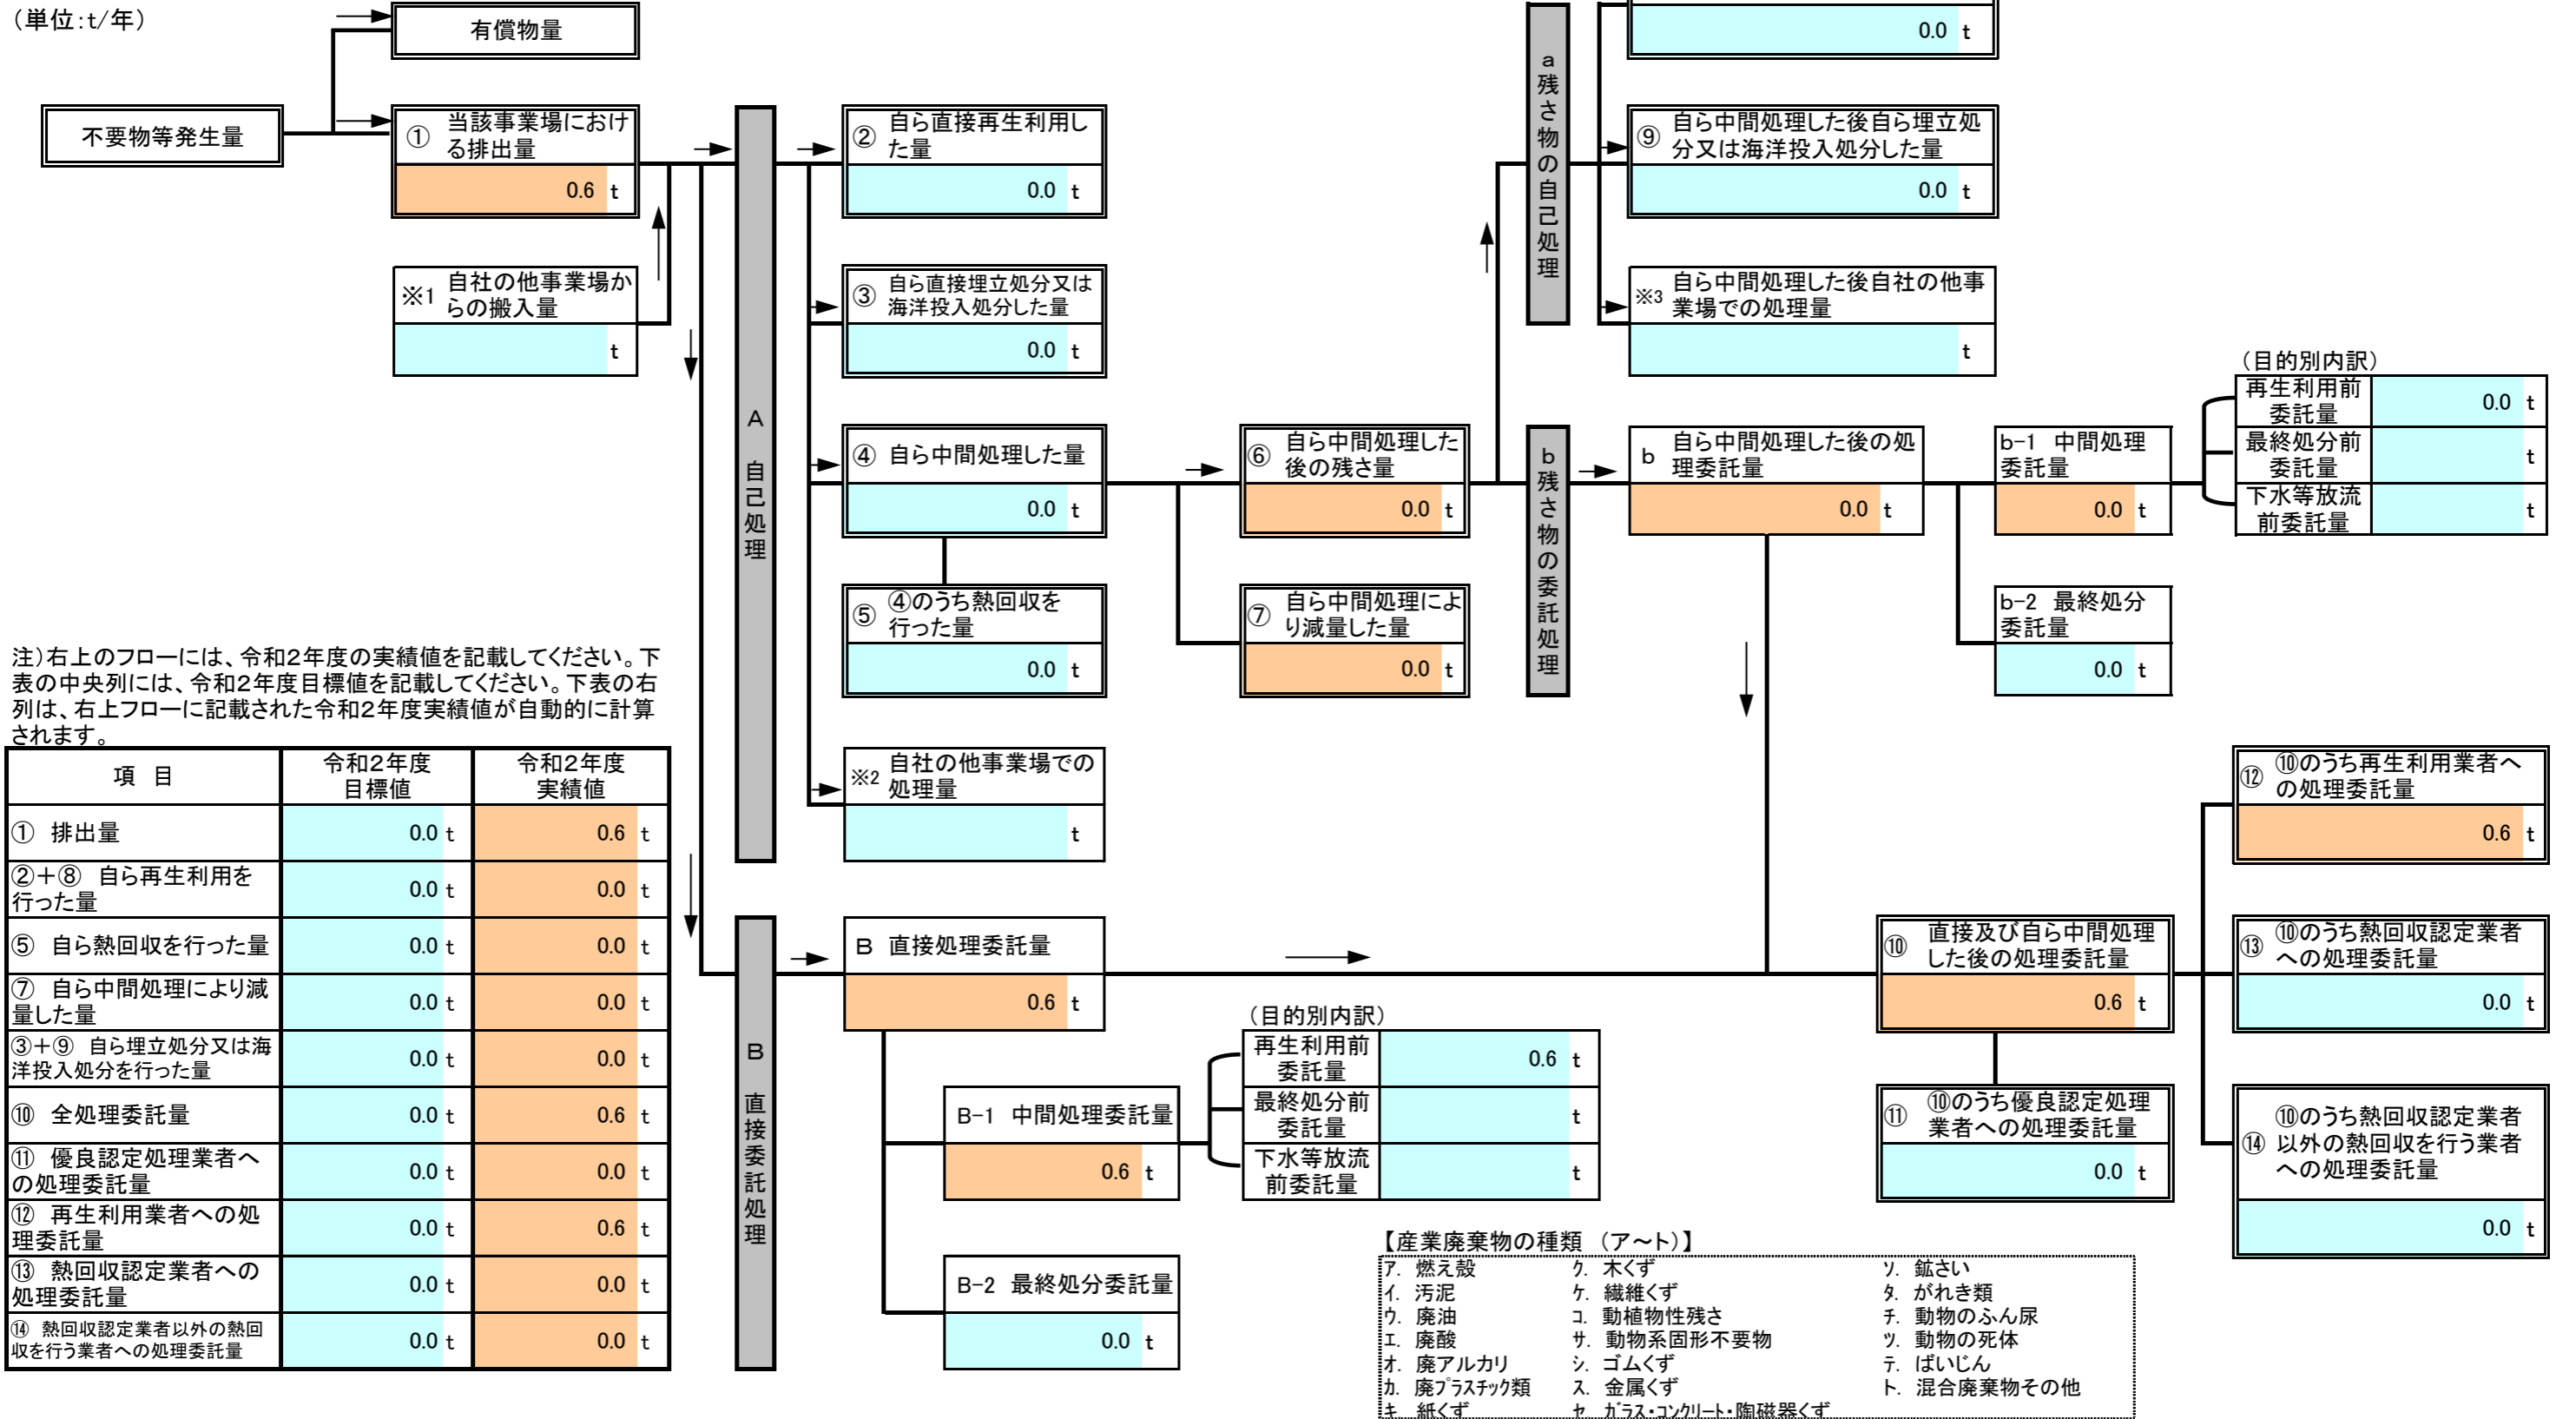 （単位：t/年）
有償物量
不要物等発生量
① 当該事業場におけ
る排出量
0.6 t
※1 自社の他事業場か
らの搬入量
t
A 自己処理
② 自ら直接再生利用し
た量
0.0 t
③ 自ら直接埋立処分又は
海洋投入処分した量
0.0 t
④ 自ら中間処理した量
0.0 t
⑤ ④のうち熱回収を
行った量
0.0 t
※2 自社の他事業場での
処理量
t
⑥ 自ら中間処理した
後の残さ量
0.0 t
⑦ 自ら中間処理によ
り減量した量
0.0 t
a残さ物の自己処理
0.0 t
⑨ 自ら中間処理した後自ら埋立処
分又は海洋投入処分した量
0.0 t
※3 自ら中間処理した後自社の他事
業場での処理量
t
b残さ物の委託処理
b 自ら中間処理した後の処
理委託量
0.0 t
b-1 中間処理
委託量
0.0 t
b-2 最終処分
委託量
0.0 t
（目的別内訳）
再生利用前
委託量
0.0 t
最終処分前
委託量
t
下水等放流
前委託量
t
注）右上のフローには、令和2年度の実績値を記載してください。下
表の中央列には、令和2年度目標値を記載してください。下表の右
列は、右上フローに記載された令和2年度実績値が自動的に計算
されます。
項 目 令和2年度 目標値 令和2年度 実績値
① 排出量 0.0 t 0.6 t
②＋⑧ 自ら再生利用を
行った量 0.0 t 0.0 t
⑤ 自ら熱回収を行った量 0.0 t 0.0 t
⑦ 自ら中間処理により減
量した量 0.0 t 0.0 t
③＋⑨ 自ら埋立処分又は海
洋投入処分を行った量 0.0 t 0.0 t
⑩ 全処理委託量 0.0 t 0.6 t
⑪ 優良認定処理業者へ
の処理委託量 0.0 t 0.0 t
⑫ 再生利用業者への処
理委託量 0.0 t 0.6 t
⑬ 熱回収認定業者への
処理委託量 0.0 t 0.0 t
⑭ 熱回収認定業者以外の熱回
収を行う業者への処理委託量 0.0 t 0.0 t
B 直接委託処理
B 直接処理委託量
0.6 t
B-1 中間処理委託量
0.6 t
B-2 最終処分委託量
0.0 t
（目的別内訳）
再生利用前
委託量
0.6 t
最終処分前
委託量
t
下水等放流
前委託量
t
⑩ 直接及び自ら中間処理
した後の処理委託量
0.6 t
⑪ ⑩のうち優良認定処理
業者への処理委託量
0.0 t
⑫ ⑩のうち再生利用業者へ
の処理委託量
0.6 t
⑬ ⑩のうち熱回収認定業者
への処理委託量
0.0 t
⑭ ⑩のうち熱回収認定業者
以外の熱回収を行う業者
への処理委託量
0.0 t
【産業廃棄物の種類 （ア～ト）】
ア. 燃え殻 ク. 木くず ソ. 鉱さい
イ. 汚泥 ケ. 繊維くず タ. がれき類
ウ. 廃油 コ. 動植物性残さ チ. 動物のふん尿
エ. 廃酸 サ. 動物系固形不要物 ツ. 動物の死体
オ. 廃アルカリ シ. ゴムくず テ. ばいじん
カ. 廃プラスチック類 ス. 金属くず ト. 混合廃棄物その他
キ. 紙くず セ. ガラス・コンクリート・陶磁器くず